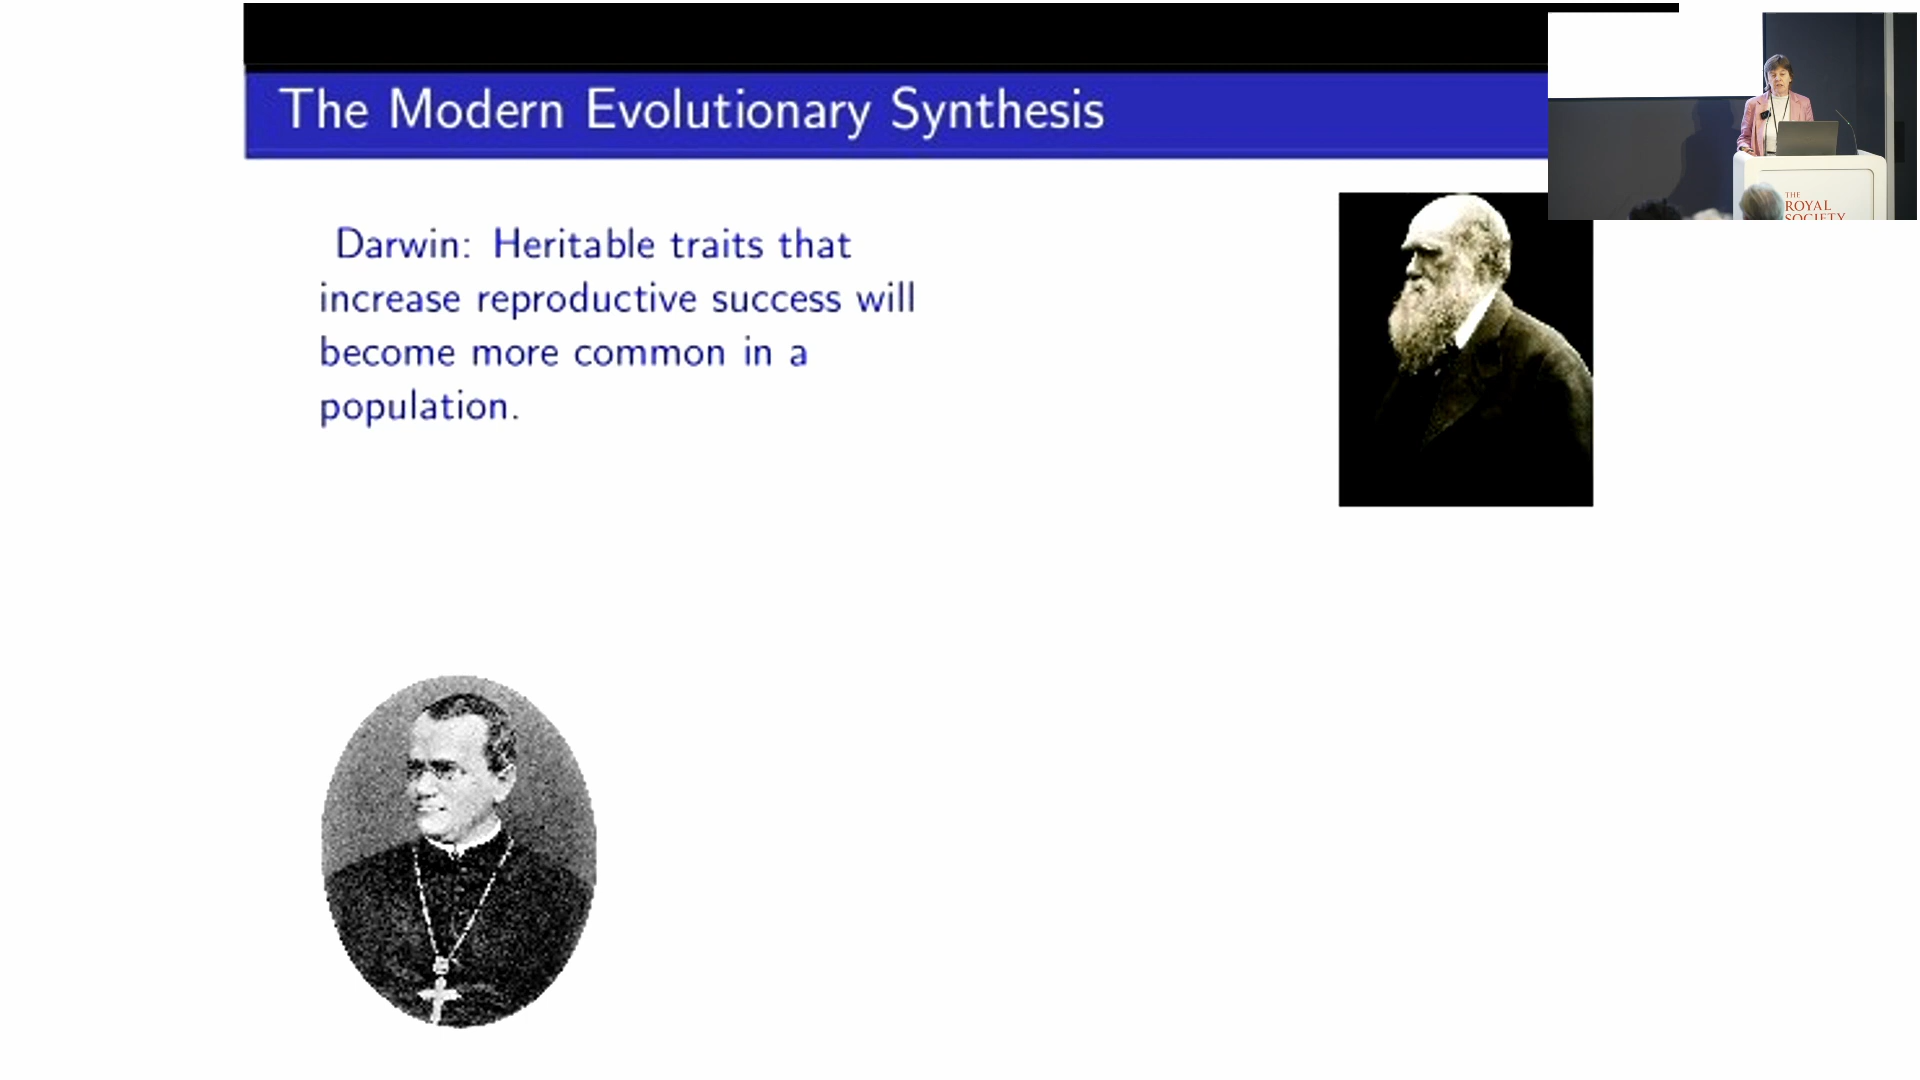 The Modern Evolutionary Synthesis
Darwin: Heritable traits that
increase reproductive success will
become more common in a
population.
THE
ROYAL
SOCIETY